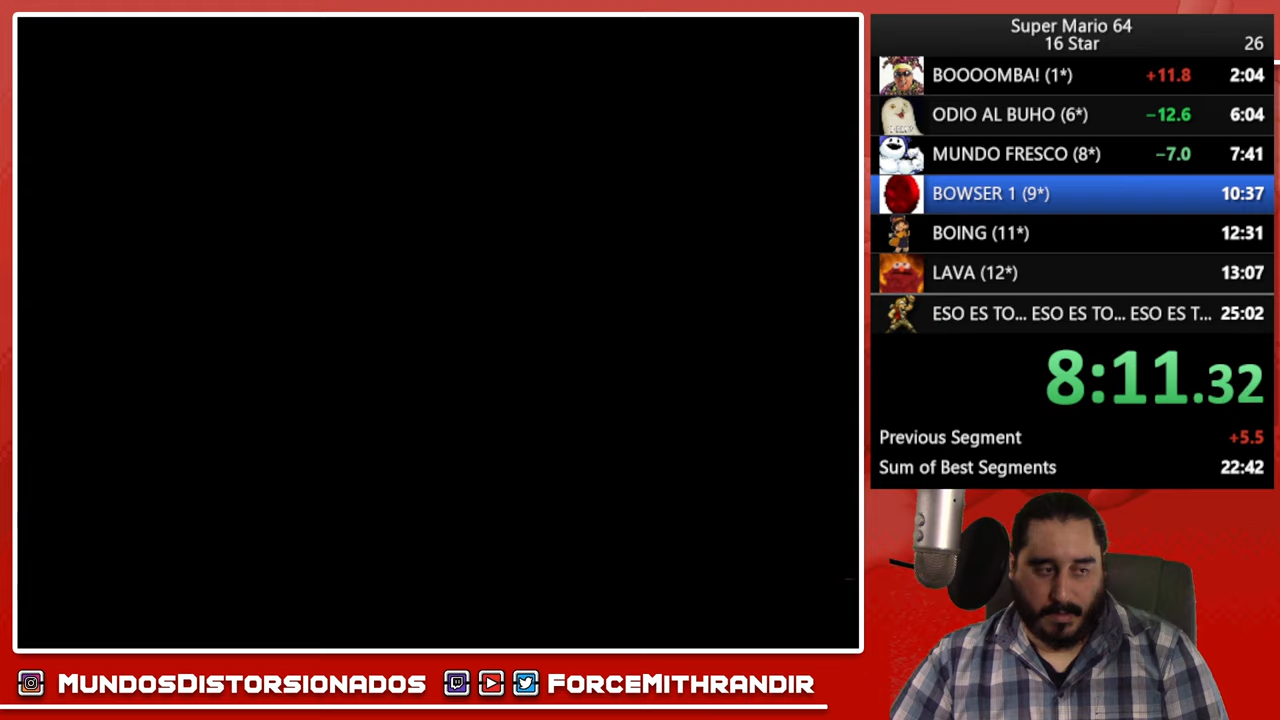 Super Mario 64
16 Star 26
BOOOOMBA! (1*) +11.8 2:04
ODIO AL BUHO (6*) −12.6 6:04
MUNDO FRESCO (8*) −7.0 7:41
BOWSER 1 (9*) 10:37
BOING (11*) 12:31
LAVA (12*) 13:07
ESO ES TO... ESO ES TO... ESO ES T... 25:02
8:11.32
Previous Segment +5.5
Sum of Best Segments 22:42
MUNDOSDISTORSIONADOS FORCEMITHRANDIR